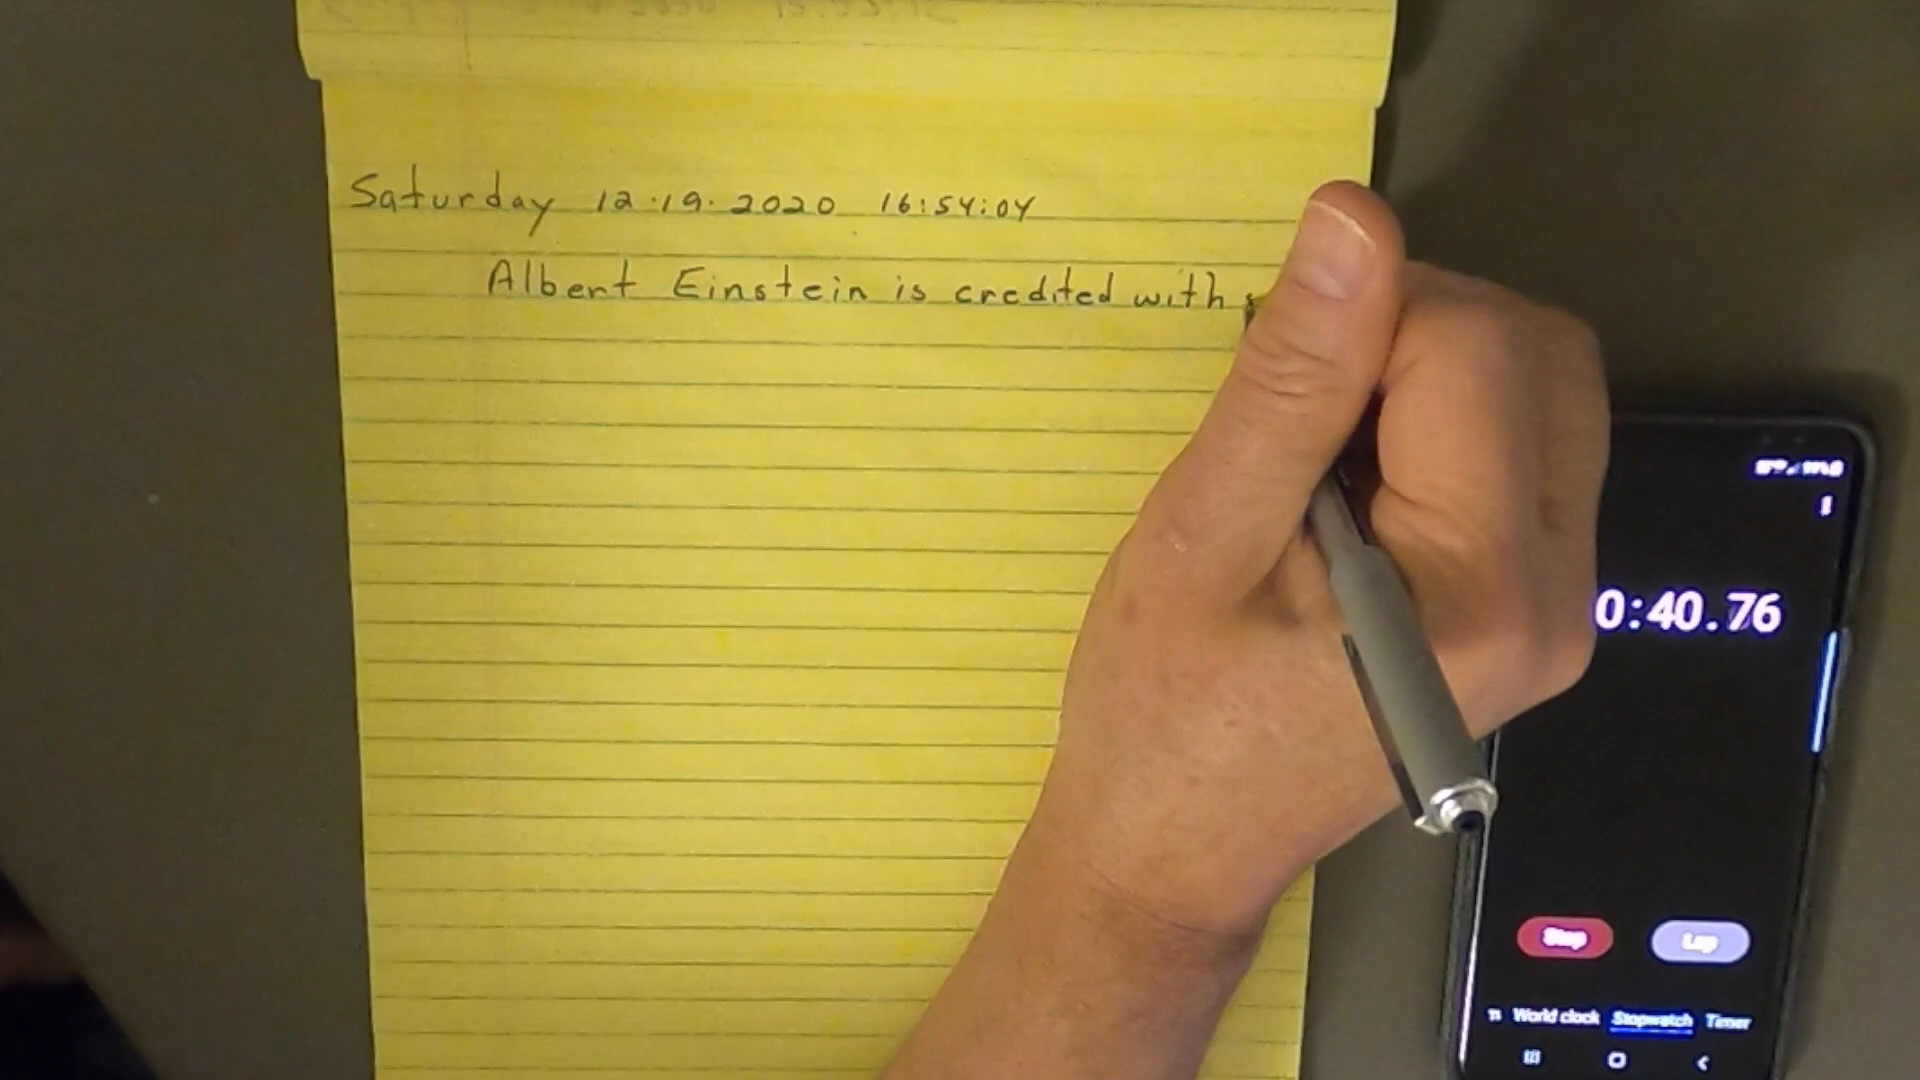 Saturday 12.19.2020 16:54:04
Albert Einstein is credited with s
0:40.76
Stop Lap
World clock Stopwatch Timer